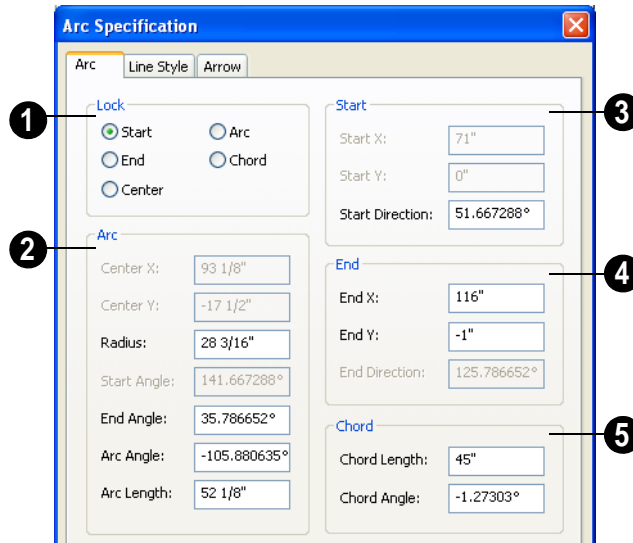 Arc Specification
Arc
Line Style
Arrow
1
Lock
Start
Arc
End
Chord
Center
2
Arc
Center X: 93 1/8"
Center Y: -17 1/2"
Radius: 28 3/16"
Start Angle: 141.667288°
End Angle: 35.786652°
Arc Angle: -105.880635°
Arc Length: 52 1/8"
3
Start
Start X: 71"
Start Y: 0"
Start Direction: 51.667288°
4
End
End X: 116"
End Y: -1"
End Direction: 125.786652°
5
Chord
Chord Length: 45"
Chord Angle: -1.27303°